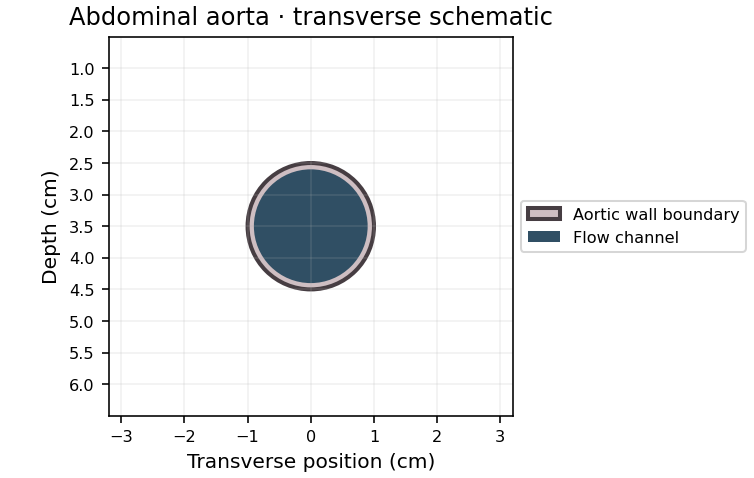 Abdominal aorta · transverse schematic
Depth (cm)
1.0
1.5
2.0
2.5
3.0
3.5
4.0
4.5
5.0
5.5
6.0
−3 −2 −1 0 1 2 3
Transverse position (cm)
Aortic wall boundary
Flow channel